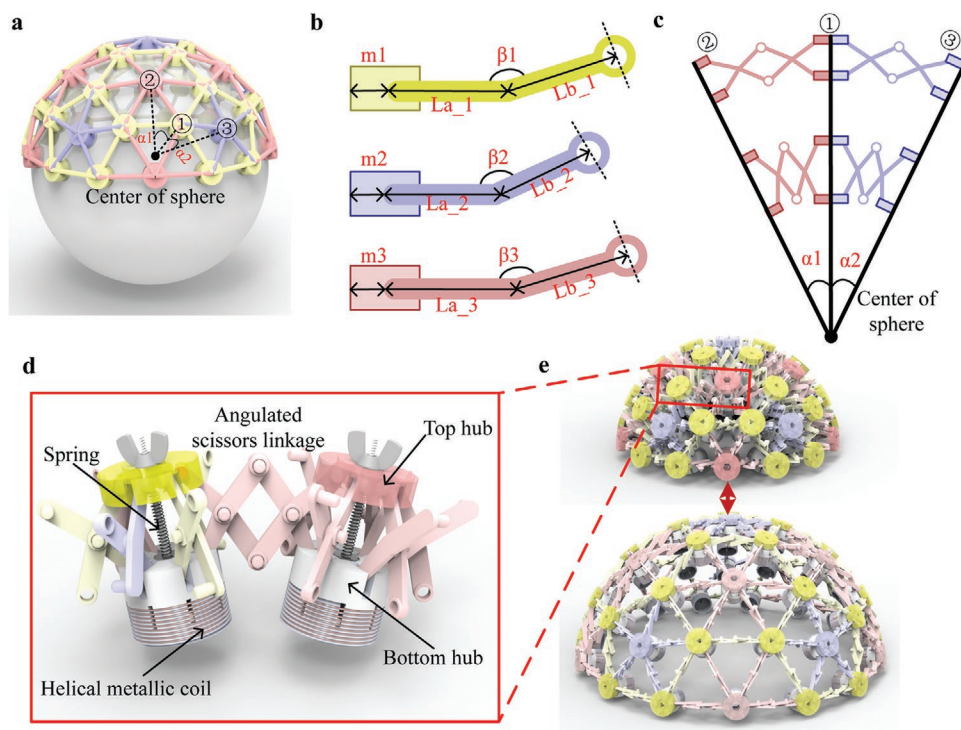 a
②
①
③
α1
α2
Center of sphere
b
m1
β1
La_1
Lb_1
m2
β2
La_2
Lb_2
m3
β3
La_3
Lb_3
c
①
②
③
α1
α2
Center of
sphere
d
Angulated
scissors linkage
Top hub
Spring
Bottom hub
Helical metallic coil
e